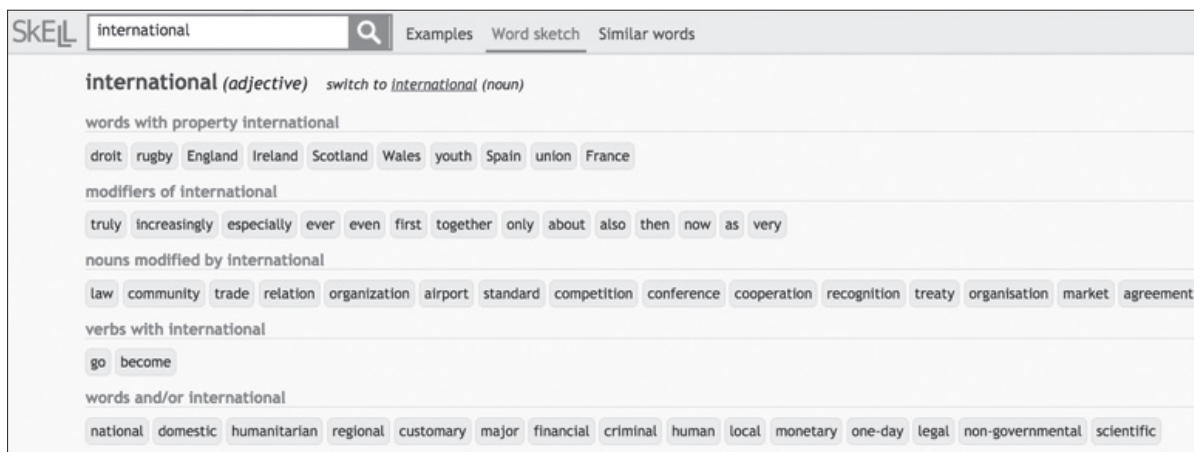 SkELL international Examples Word sketch Similar words
international (adjective) switch to international (noun)
words with property international
droit rugby England Ireland Scotland Wales youth Spain union France
modifiers of international
truly increasingly especially ever even first together only about also then now as very
nouns modified by international
law community trade relation organization airport standard competition conference cooperation recognition treaty organisation market agreement
verbs with international
go become
words and/or international
national domestic humanitarian regional customary major financial criminal human local monetary one-day legal non-governmental scientific